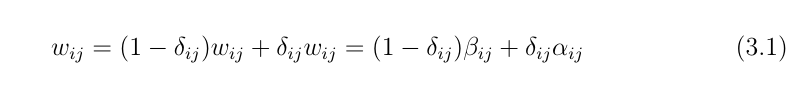 $w_{ij} = (1 - \delta_{ij})w_{ij} + \delta_{ij}w_{ij} = (1 - \delta_{ij})\beta_{ij} + \delta_{ij}\alpha_{ij}$ (3.1)